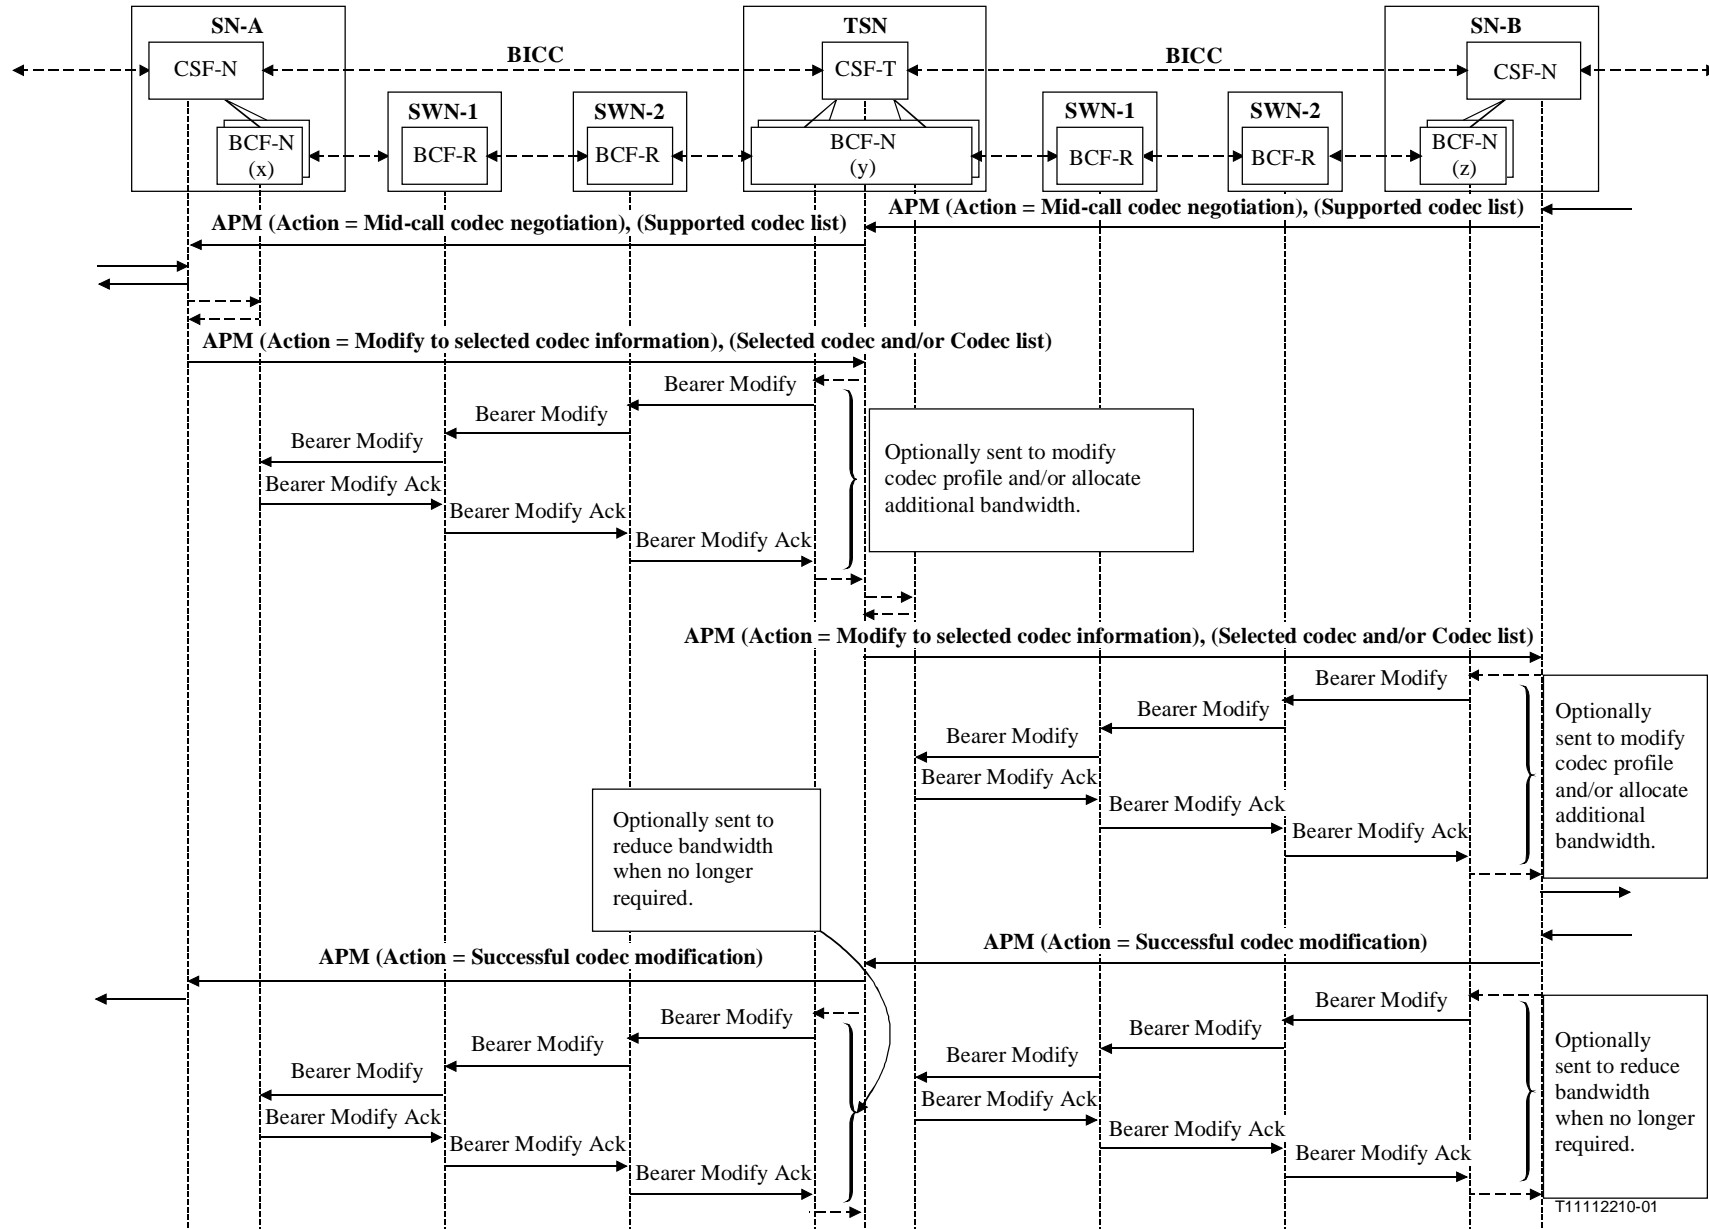 SN-A
TSN
SN-B
BICC
BICC
CSF-N
CSF-T
CSF-N
SWN-1
SWN-2
SWN-1
SWN-2
BCF-N
(x)
BCF-R
BCF-R
BCF-N
(y)
BCF-R
BCF-R
BCF-N
(z)
APM (Action = Mid-call codec negotiation), (Supported codec list)
APM (Action = Mid-call codec negotiation), (Supported codec list)
APM (Action = Modify to selected codec information), (Selected codec and/or Codec list)
Bearer Modify
Bearer Modify
Bearer Modify
Bearer Modify Ack
Bearer Modify Ack
Bearer Modify Ack
Optionally sent to modify
codec profile and/or allocate
additional bandwidth.
APM (Action = Modify to selected codec information), (Selected codec and/or Codec list)
Bearer Modify
Bearer Modify
Bearer Modify
Bearer Modify Ack
Bearer Modify Ack
Bearer Modify Ack
Optionally
sent to modify
codec profile
and/or allocate
additional
bandwidth.
Optionally sent to
reduce bandwidth
when no longer
required.
APM (Action = Successful codec modification)
APM (Action = Successful codec modification)
Bearer Modify
Bearer Modify
Bearer Modify
Bearer Modify Ack
Bearer Modify Ack
Bearer Modify Ack
Bearer Modify
Bearer Modify
Bearer Modify
Bearer Modify Ack
Bearer Modify Ack
Bearer Modify Ack
Optionally
sent to reduce
bandwidth
when no longer
required.
T11112210-01